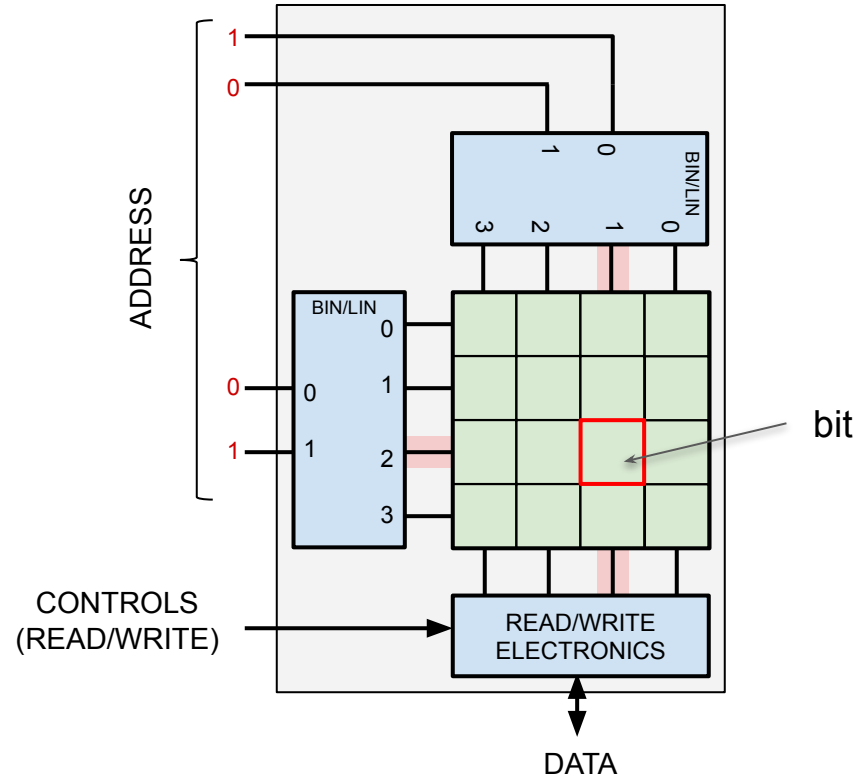 1
0
1 0
BIN/LIN
3 2 1 0
ADDRESS
BIN/LIN
0
0 0 1
1 1 2
3
bit
CONTROLS
(READ/WRITE)
READ/WRITE
ELECTRONICS
DATA